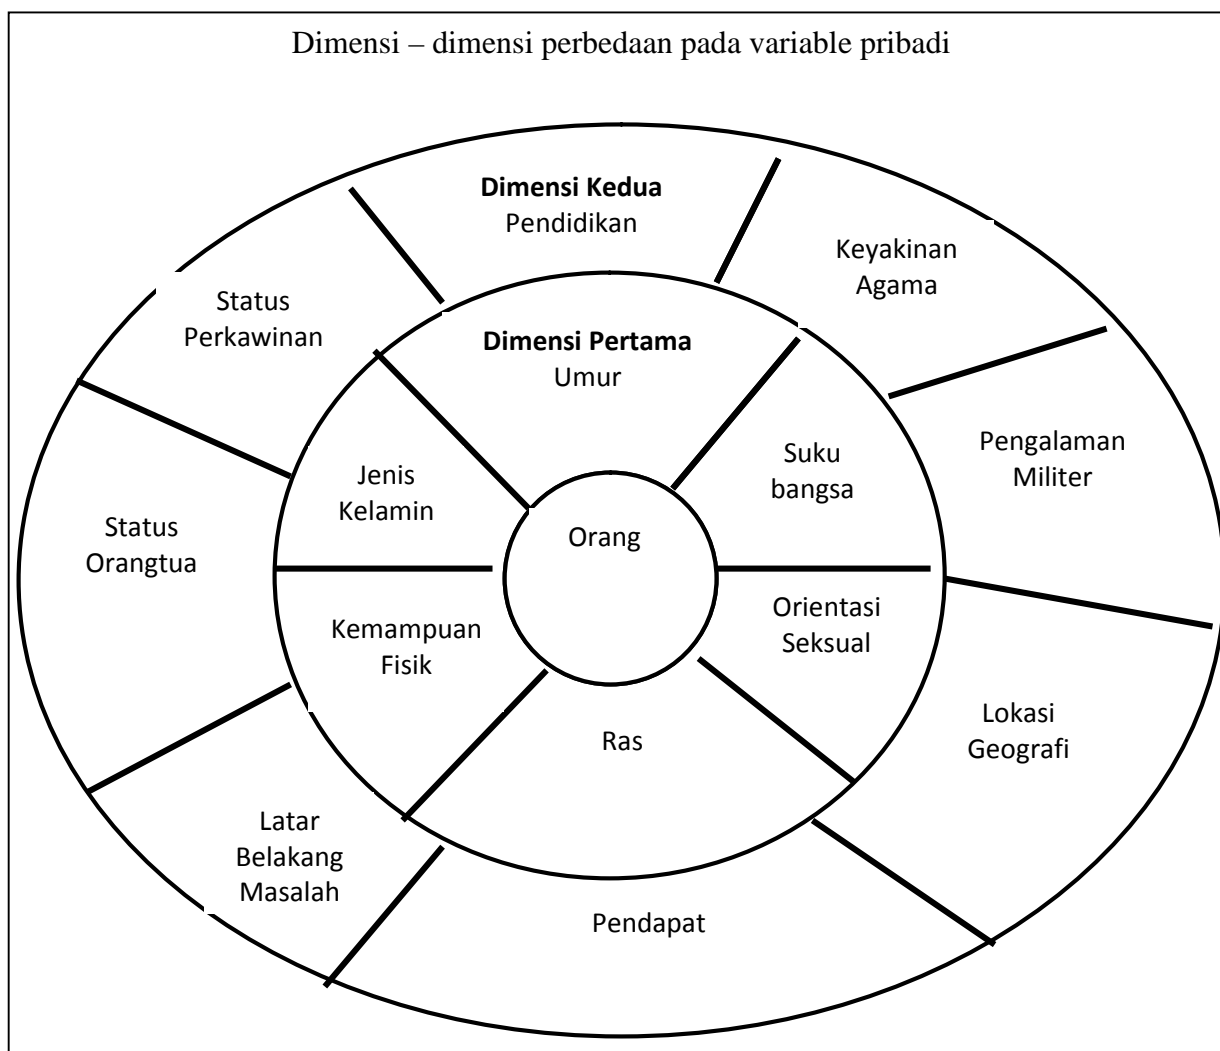 Dimensi – dimensi perbedaan pada variable pribadi
Dimensi Kedua
Pendidikan
Keyakinan
Agama
Status
Perkawinan
Dimensi Pertama
Umur
Pengalaman
Militer
Suku
bangsa
Jenis
Kelamin
Status
Orangtua
Orang
Orientasi
Seksual
Kemampuan
Fisik
Lokasi
Geografi
Ras
Latar
Belakang
Masalah
Pendapat